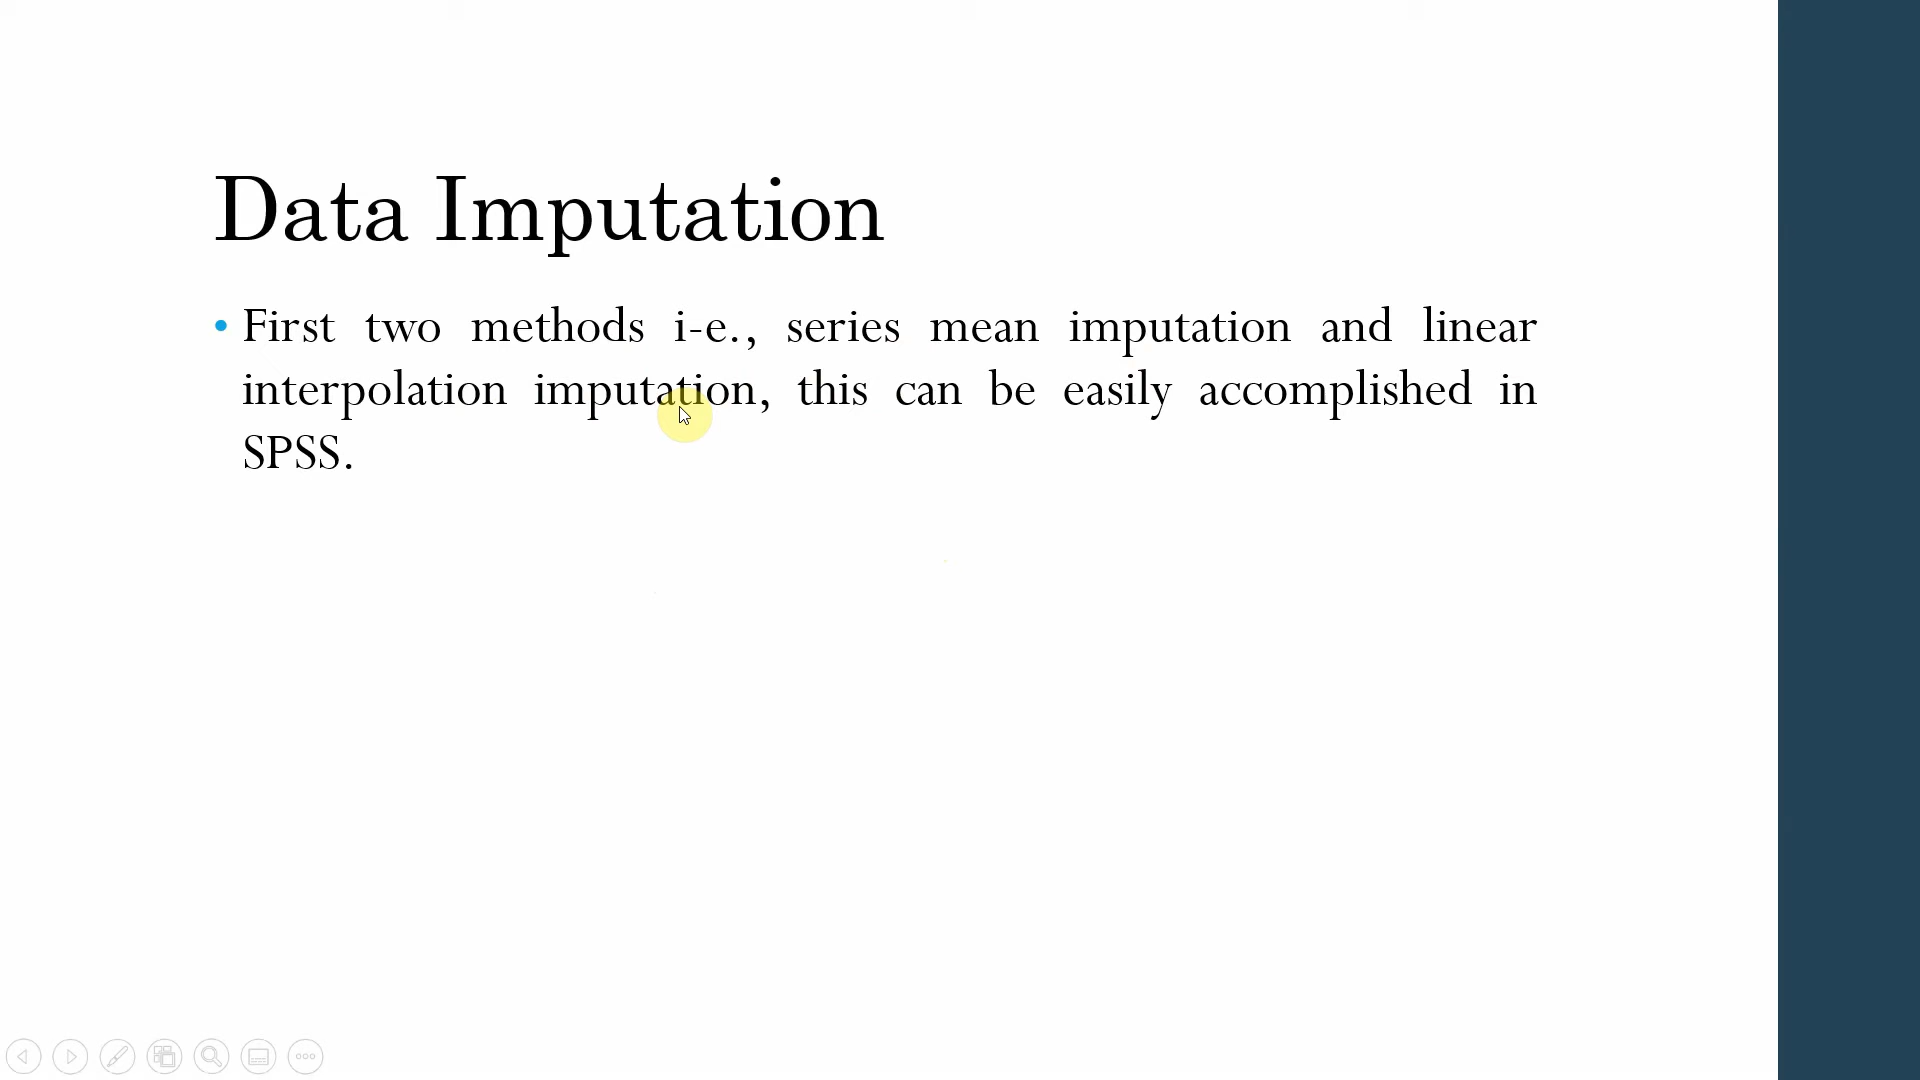 Data Imputation
• First two methods i-e., series mean imputation and linear
interpolation imputation, this can be easily accomplished in
SPSS.